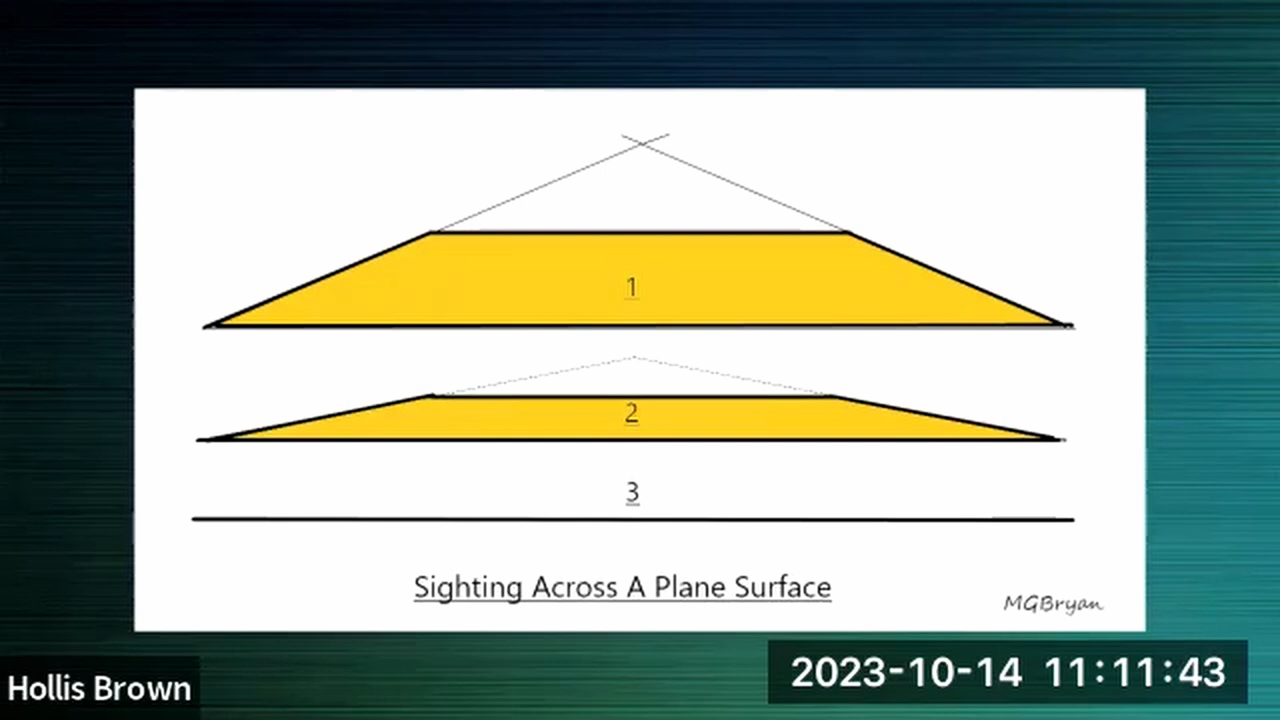 1
2
3
Sighting Across A Plane Surface
MGBryan
Hollis Brown
2023-10-14 11:11:43